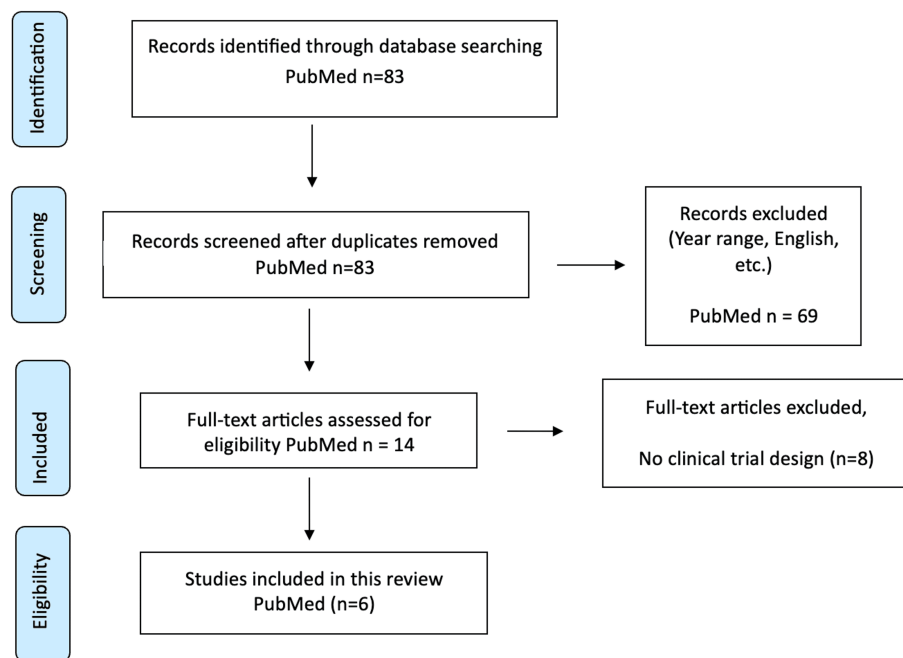 Identification
Records identified through database searching
PubMed n=83
Screening
Records screened after duplicates removed
PubMed n=83
Records excluded
(Year range, English,
etc.)
PubMed n = 69
Included
Full-text articles assessed for
eligibility PubMed n = 14
Full-text articles excluded,
No clinical trial design (n=8)
Eligibility
Studies included in this review
PubMed (n=6)